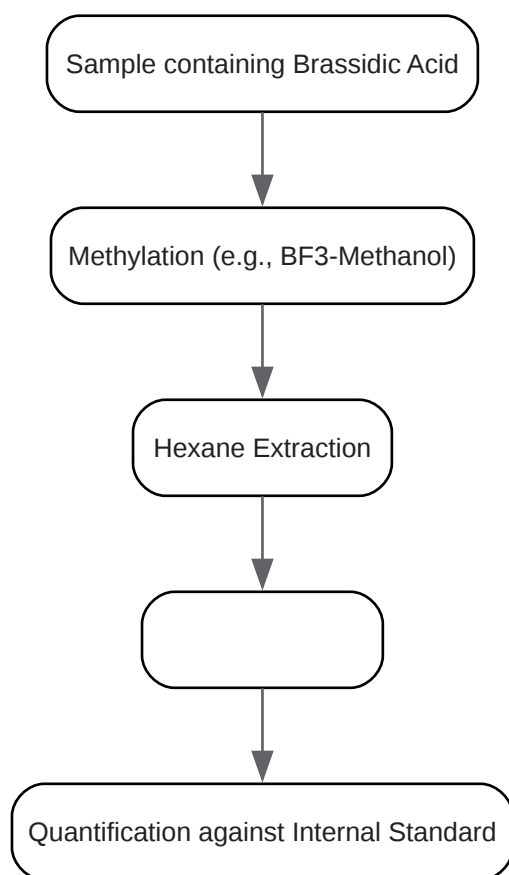 Sample containing Brassidic Acid
Methylation (e.g., BF3-Methanol)
Hexane Extraction
Quantification against Internal Standard